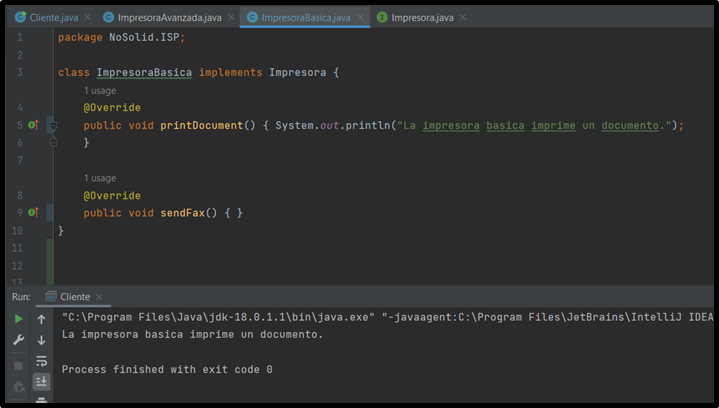 Cliente.java ImpresoraAvanzada.java ImpresoraBasica.java Impresora.java
1 package NoSolid.ISP;
2
3 class ImpresoraBasica implements Impresora {
1 usage
4 @Override
5 public void printDocument() { System.out.println("La impresora basica imprime un documento.");
6 }
7
1 usage
8 @Override
9 public void sendFax() { }
10 }
11
12
13
Run: Cliente
"C:\Program Files\Java\jdk-18.0.1.1\bin\java.exe" "-javaagent:C:\Program Files\JetBrains\IntelliJ IDEA
La impresora basica imprime un documento.
Process finished with exit code 0